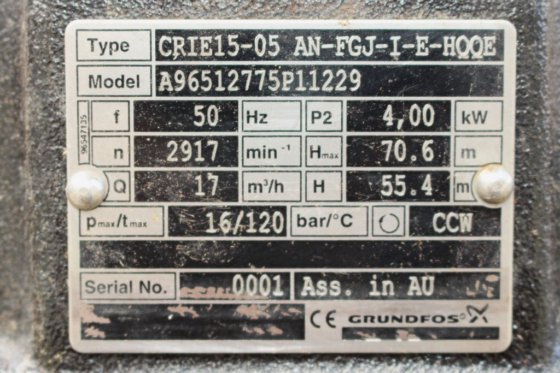 Type CRIE15-05 AN-FGJ-I-E-HQQE
Model A96512775P11229
96547135
f 50 Hz P2 4,00 kW
n 2917 min⁻¹ Hmax 70.6 m
Q 17 m³/h H 55.4 m
pmax/tmax 16/120 bar/°C CCW
Serial No. 0001 Ass. in AU
CE GRUNDFOS